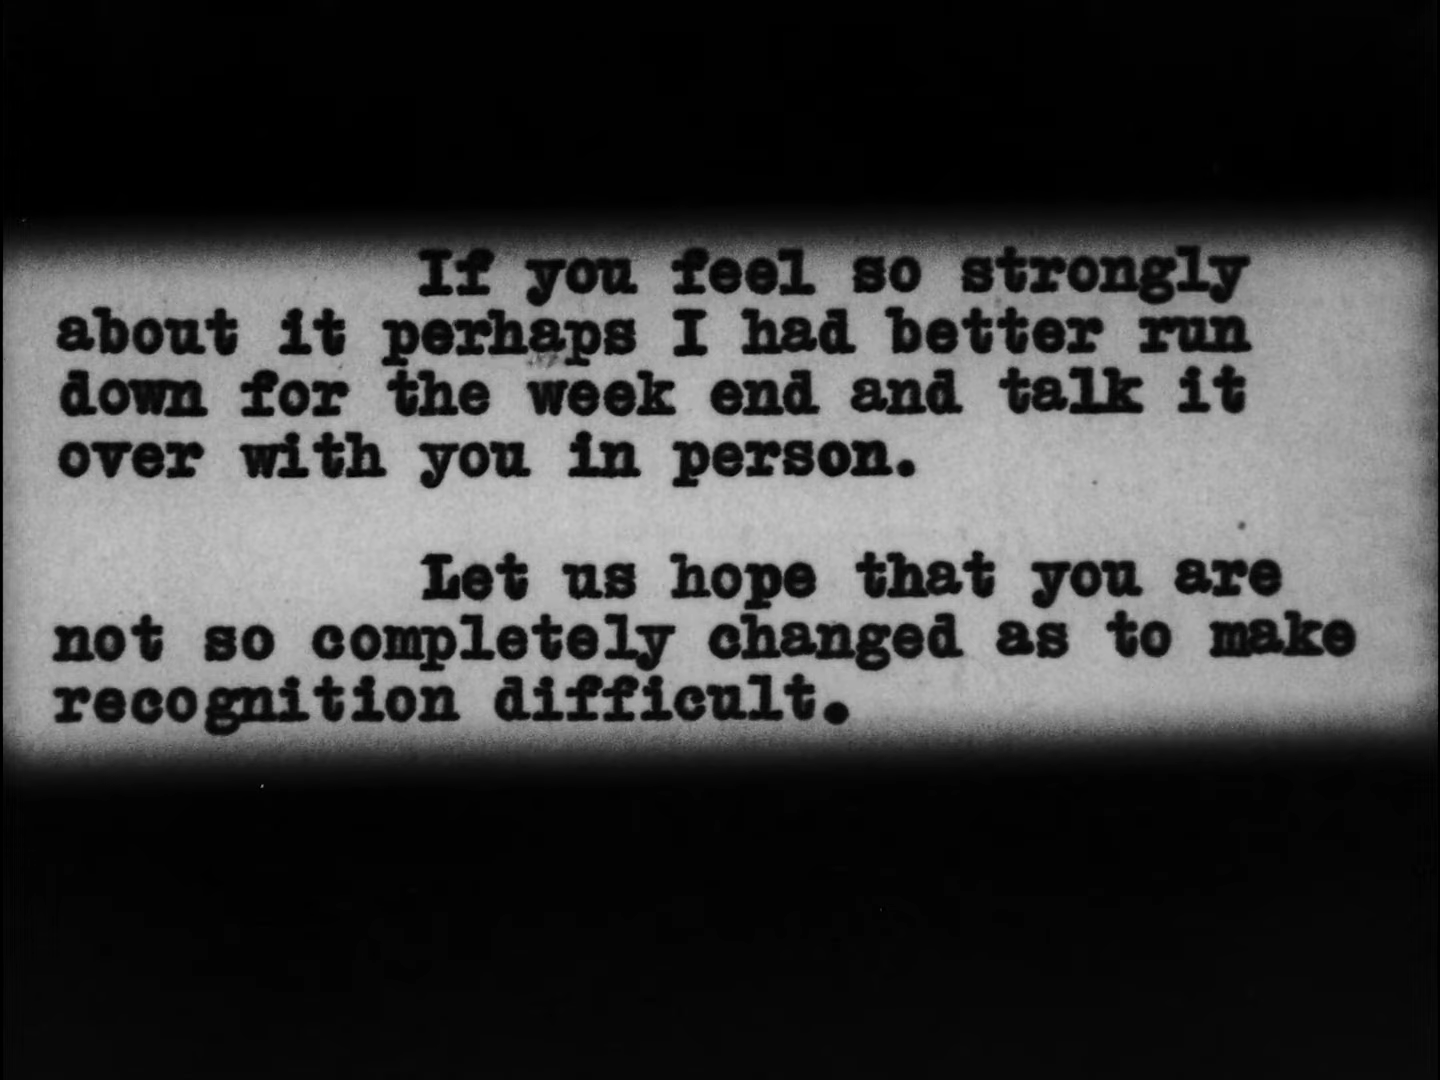 If you feel so strongly
about it perhaps I had better run
down for the week end and talk it
over with you in person.
Let us hope that you are
not so completely changed as to make
recognition difficult.